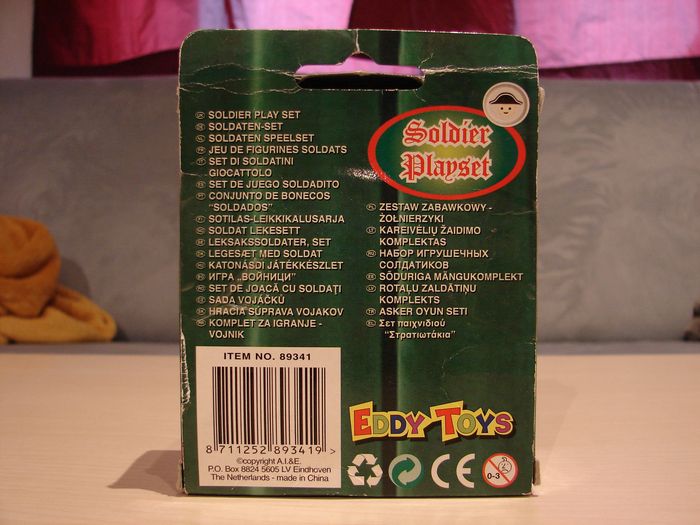 SOLDIER PLAY SET
SOLDATEN-SET
SOLDATEN SPEELSET
JEU DE FIGURINES SOLDATS
SET DI SOLDATINI
GIOCATTOLO
SET DE JUEGO SOLDADITO
CONJUNTO DE BONECOS
"SOLDADOS"
SOTILAS-LEIKKIKALUSARJA
SOLDAT LEKESETT
LEKSAKSSOLDATER, SET
LEGESÆT MED SOLDAT
KATONÁSDI JÁTÉKKÉSZLET
ИГРА "ВОЙНИЦИ"
SET DE JOACĂ CU SOLDAȚI
SADA VOJÁČKŮ
HRACIA SÚPRAVA VOJAKOV
KOMPLET ZA IGRANJE -
VOJNIK
Soldier
Playset
ZESTAW ZABAWKOWY -
ŻOŁNIERZYKI
KAREIVĖLIŲ ŽAIDIMO
KOMPLEKTAS
НАБОР ИГРУШЕЧНЫХ
СОЛДАТИКОВ
SÕDURIGA MÄNGUKOMPLEKT
ROTAĻU ZALDĀTIŅU
KOMPLEKTS
ASKER OYUN SETI
Σετ παιχνιδιού
"Στρατιωτάκια"
ITEM NO. 89341
8 711252 893419 >
©copyright A.I.&E.
P.O. Box 8824 5605 LV Eindhoven
The Netherlands - made in China
EDDY TOYS
CE
0-3